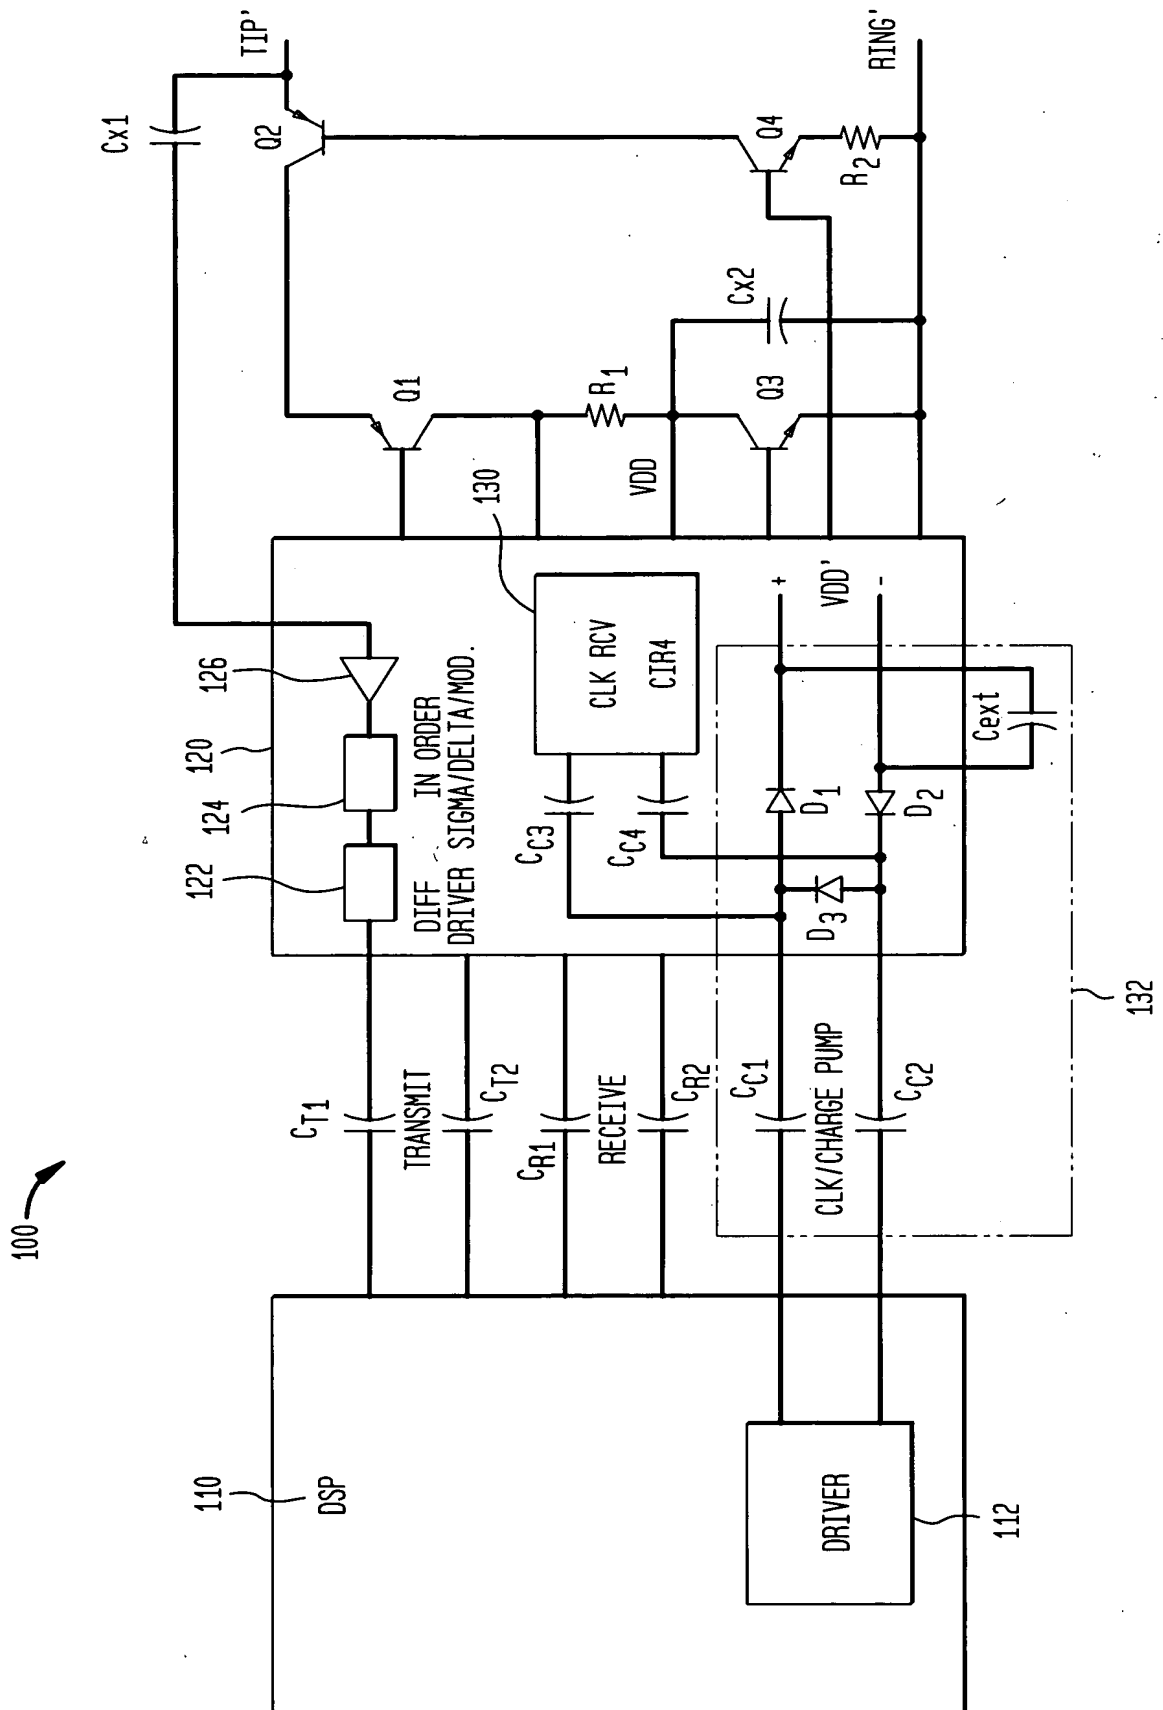 100
110
DSP
DRIVER
112
CT1
TRANSMIT
CT2
CR1
RECEIVE
CR2
CC1
CLK/CHARGE PUMP
CC2
132
120
122
124
126
DIFF IN ORDER
DRIVER SIGMA/DELTA/MOD.
CC3
CC4
CLK RCV
CIR4
130
D1
D2
D3
+
VDD'
-
Cext
Cx1
Q1
R1
VDD
Q3
Cx2
Q2
Q4
R2
TIP'
RING'